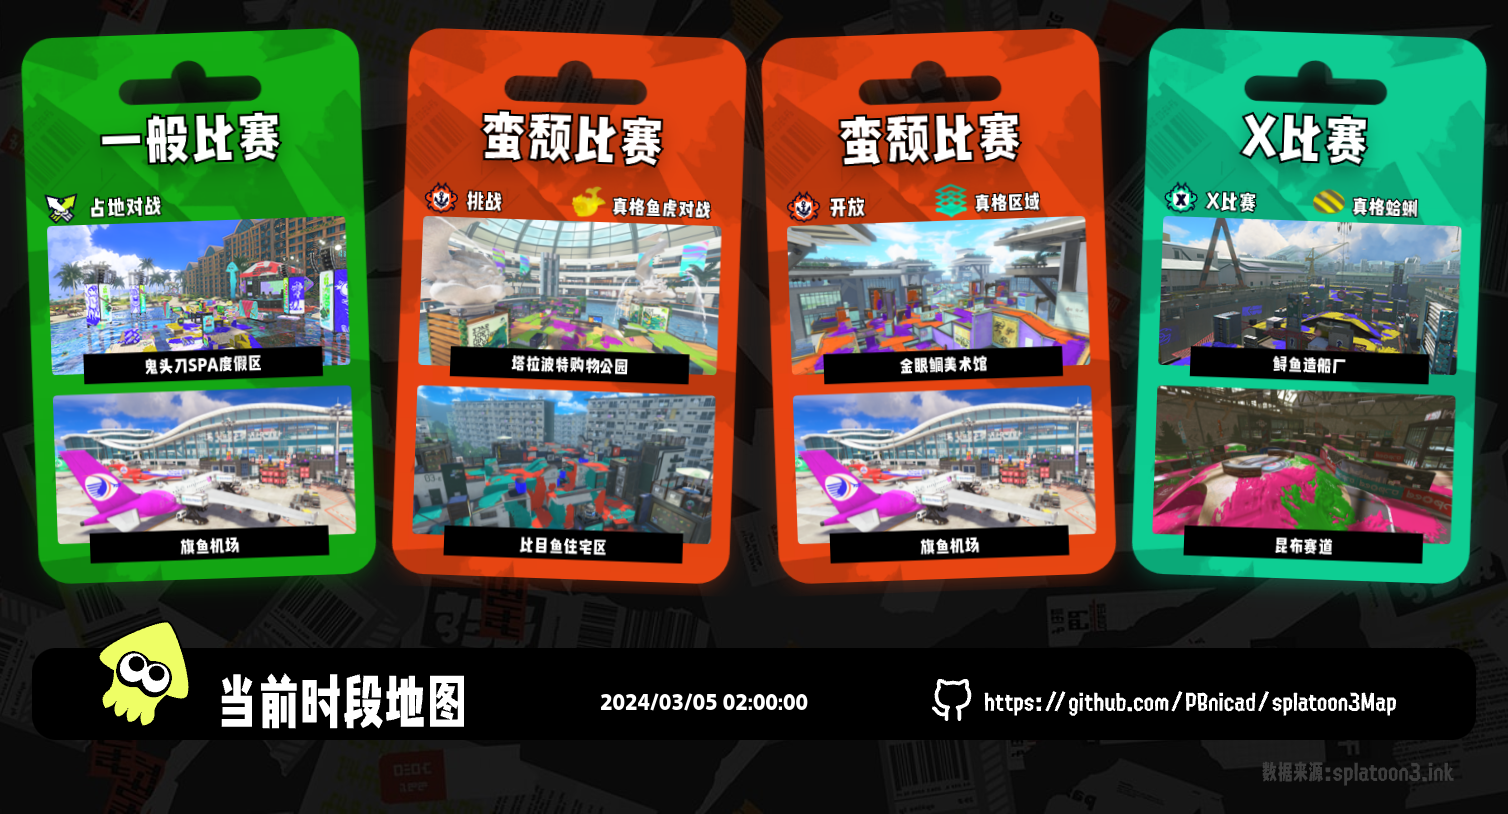 一般比赛
占地对战
鬼头刀SPA度假区
旗鱼机场
蛮颓比赛
挑战
真格鱼虎对战
塔拉波特购物公园
比目鱼住宅区
蛮颓比赛
开放
真格区域
金眼鲷美术馆
旗鱼机场
X比赛
X比赛
真格蛤蜊
鲟鱼造船厂
昆布赛道
当前时段地图
2024/03/05 02:00:00
https://github.com/PBnicad/splatoon3Map
数据来源:splatoon3.ink